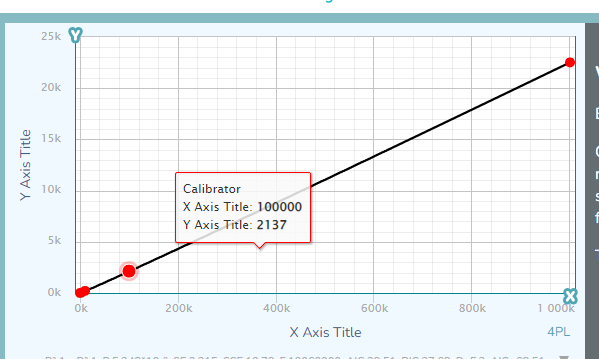 Y
25k
20k
15k
10k
5k
0k
Y Axis Title
Calibrator
X Axis Title: 100000
Y Axis Title: 2137
0k
200k
400k
600k
800k
1 000k
X
X Axis Title
4PL